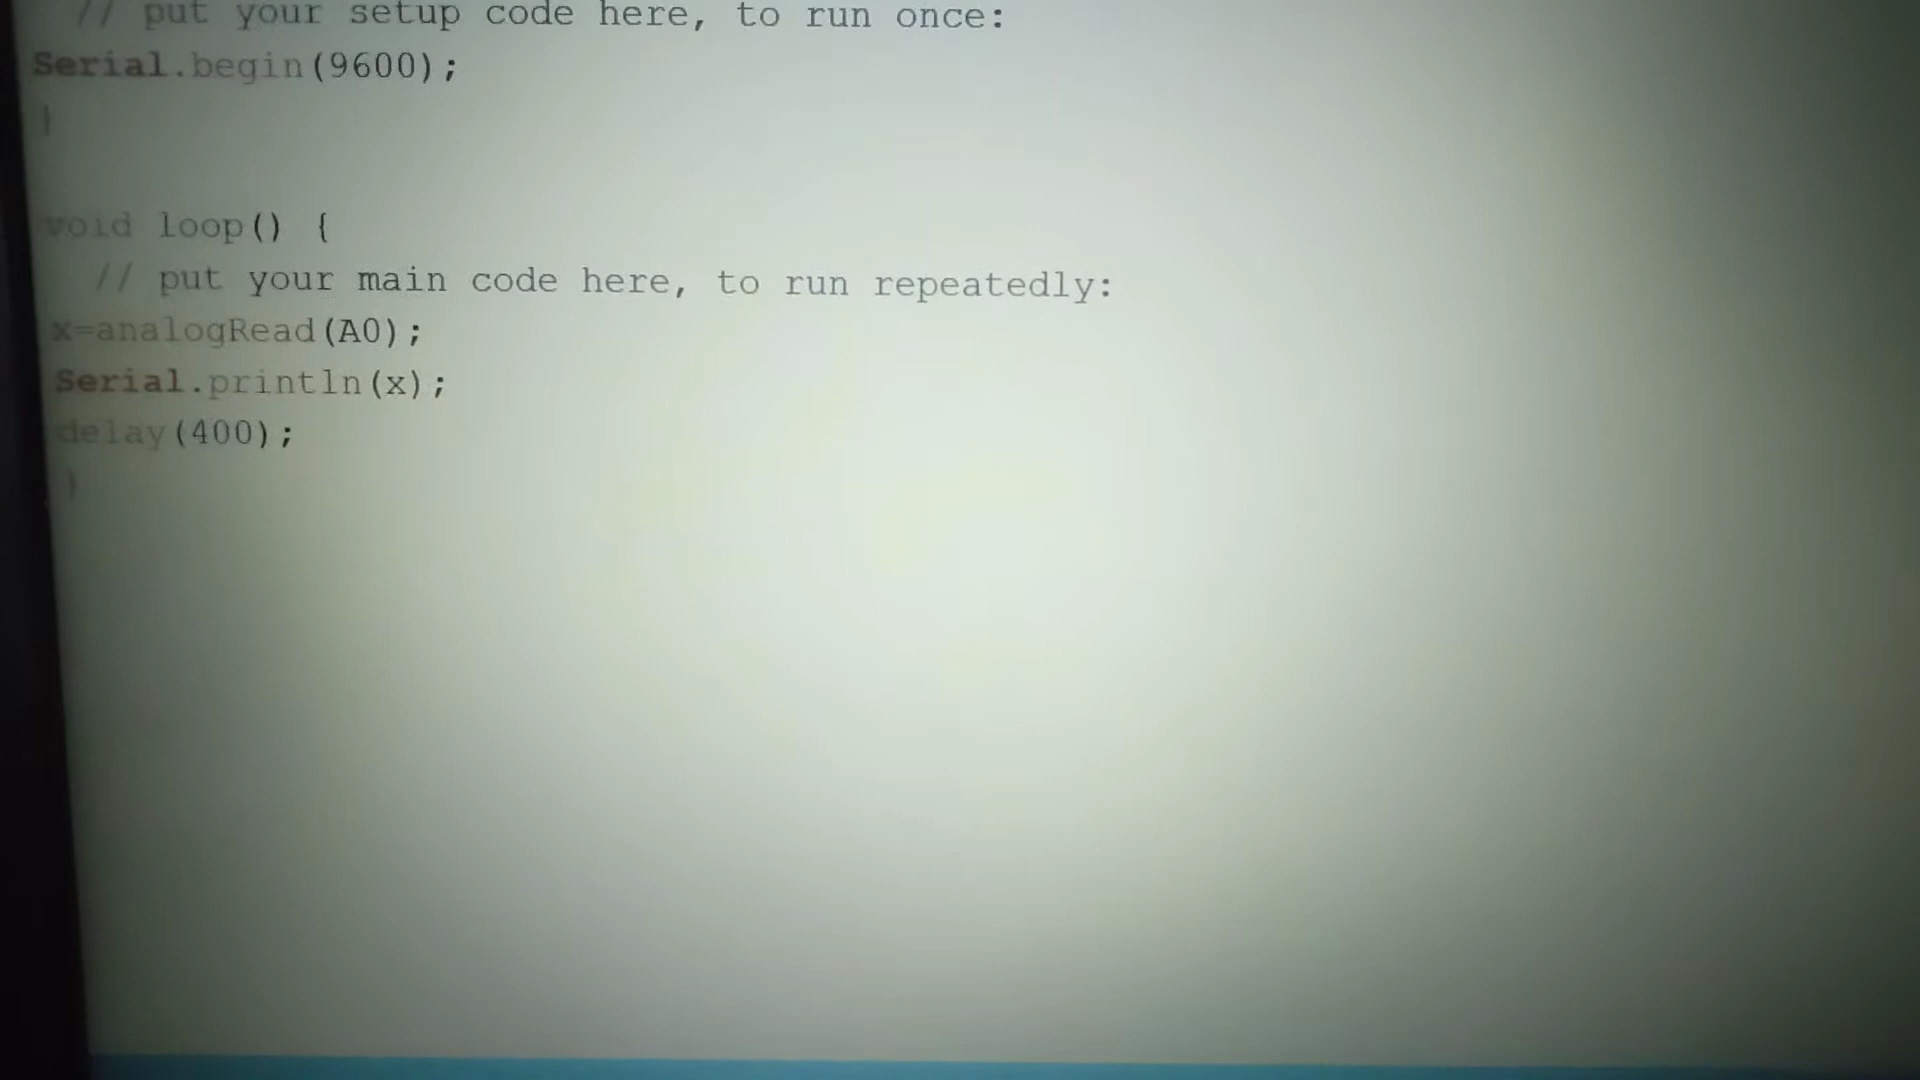 // put your setup code here, to run once:
Serial.begin(9600);
}
void loop() {
// put your main code here, to run repeatedly:
x=analogRead(A0);
Serial.println(x);
delay(400);
}